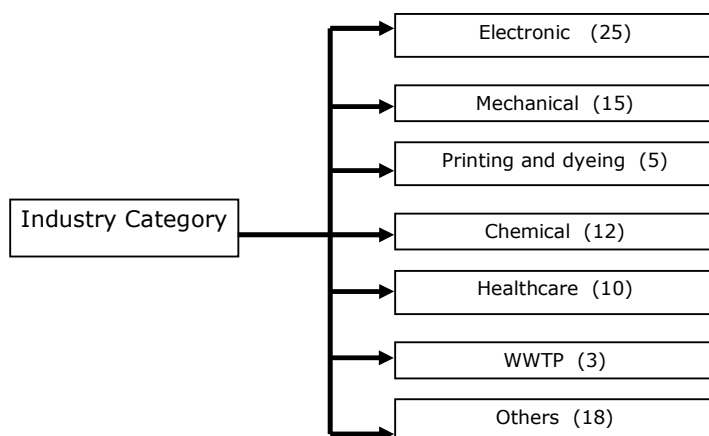 Electronic (25)
Mechanical (15)
Printing and dyeing (5)
Industry Category
Chemical (12)
Healthcare (10)
WWTP (3)
Others (18)